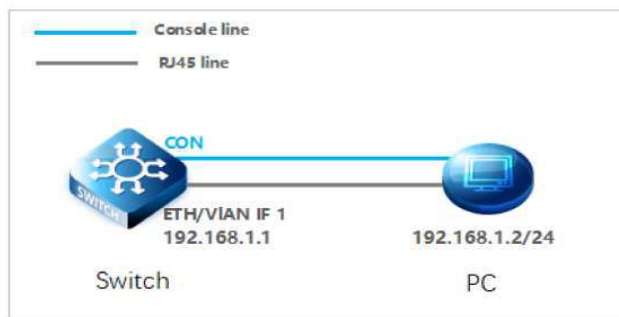 Console line
RJ45 line
CON
SWITCH
ETH/VlAN IF 1
192.168.1.1
192.168.1.2/24
Switch
PC